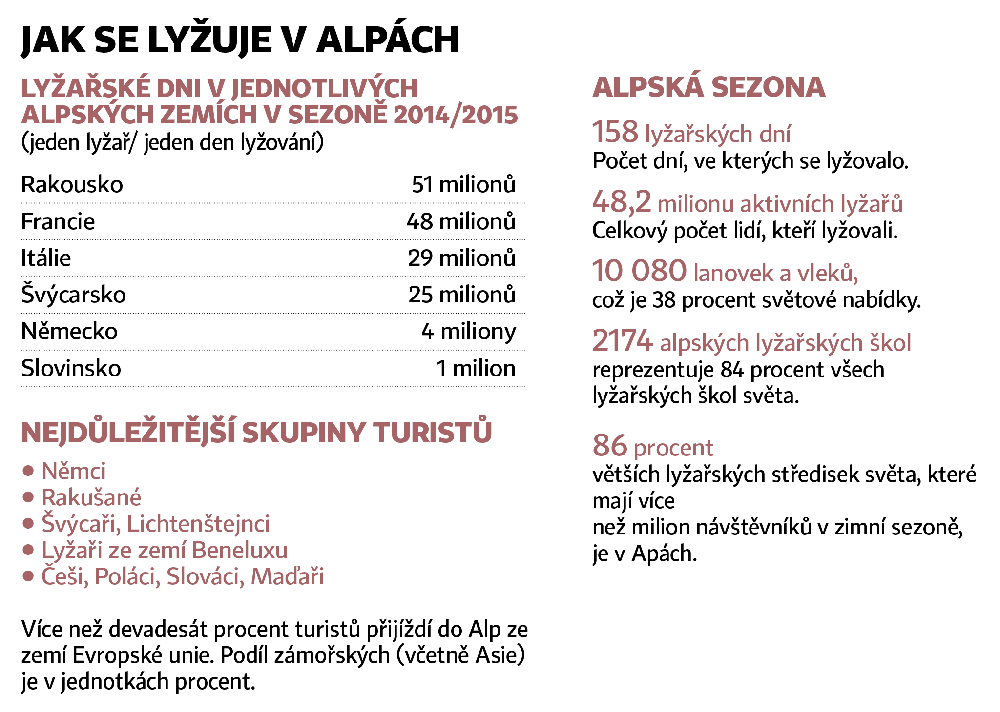 JAK SE LYŽUJE V ALPÁCH
LYŽAŘSKÉ DNI V JEDNOTLIVÝCH
ALPSKÝCH ZEMÍCH V SEZONĚ 2014/2015
(jeden lyžař/ jeden den lyžování)
Rakousko 51 milionů
Francie 48 milionů
Itálie 29 milionů
Švýcarsko 25 milionů
Německo 4 miliony
Slovinsko 1 milion
NEJDŮLEŽITĚJŠÍ SKUPINY TURISTŮ
• Němci
• Rakušané
• Švýcaři, Lichtenštejnci
• Lyžaři ze zemí Beneluxu
• Češi, Poláci, Slováci, Maďaři
Více než devadesát procent turistů přijíždí do Alp ze
zemí Evropské unie. Podíl zámořských (včetně Asie)
je v jednotkách procent.
ALPSKÁ SEZONA
158 lyžařských dní
Počet dní, ve kterých se lyžovalo.
48,2 milionu aktivních lyžařů
Celkový počet lidí, kteří lyžovali.
10 080 lanovek a vleků,
což je 38 procent světové nabídky.
2174 alpských lyžařských škol
reprezentuje 84 procent všech
lyžařských škol světa.
86 procent
větších lyžařských středisek světa, které
mají více
než milion návštěvníků v zimní sezoně,
je v Apách.